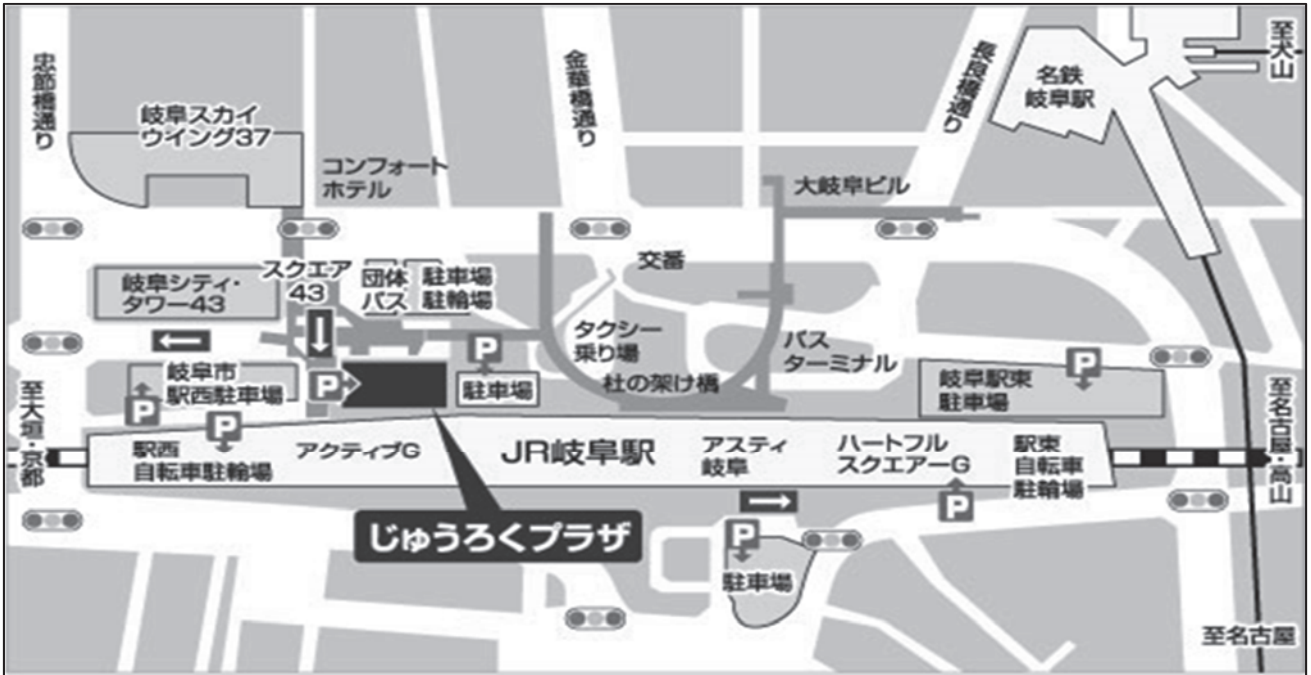 忠節橋通り
岐阜スカイ
ウイング37
コンフォート
ホテル
金華橋通り
長良橋通り
名鉄
岐阜駅
至犬山
大岐阜ビル
岐阜シティ・
タワー43
スクエア
43
団体
バス
駐車場
駐輪場
交番
タクシー
乗り場
バス
ターミナル
杜の架け橋
P
岐阜市
駅西駐車場
P
P
P
駐車場
岐阜駅東
駐車場
P
至大垣・京都
駅西
自転車駐輪場
アクティブG
JR岐阜駅
アスティ
岐阜
ハートフル
スクエアーG
駅東
自転車
駐輪場
至名古屋・高山
P
じゅうろくプラザ
P
駐車場
至名古屋